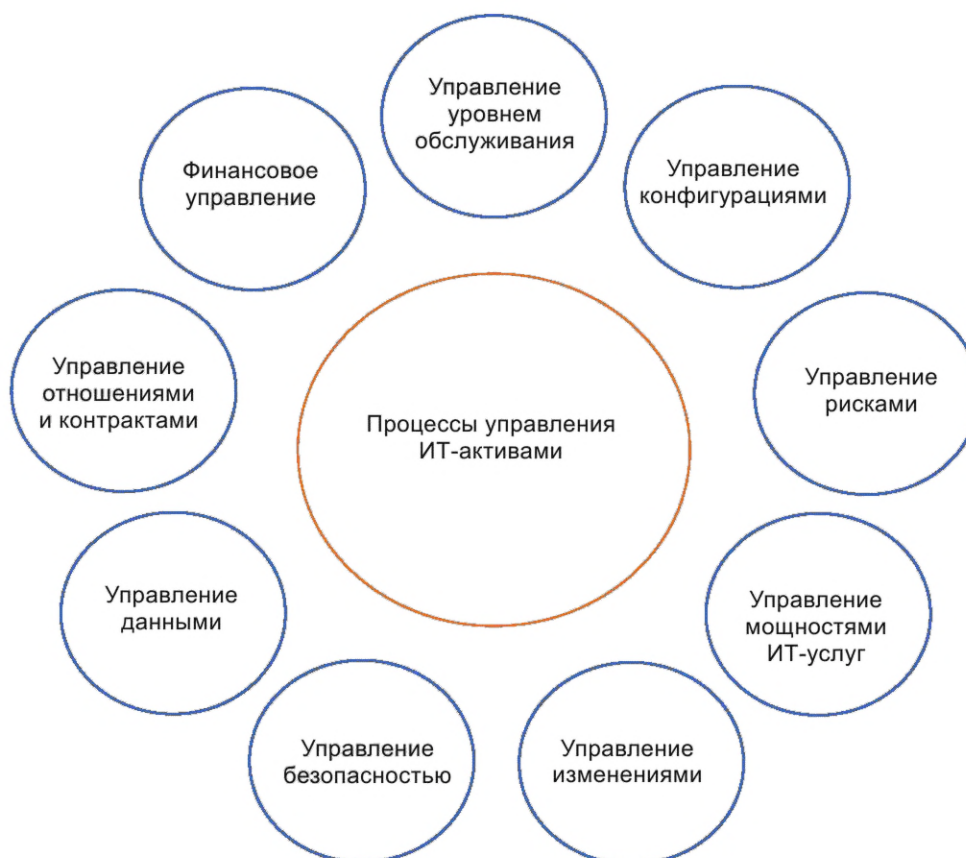 Управление
уровнем
обслуживания
Финансовое
управление
Управление
конфигурациями
Управление
отношениями
и контрактами
Процессы управления
ИТ-активами
Управление
рисками
Управление
данными
Управление
мощностями
ИТ-услуг
Управление
безопасностью
Управление
изменениями